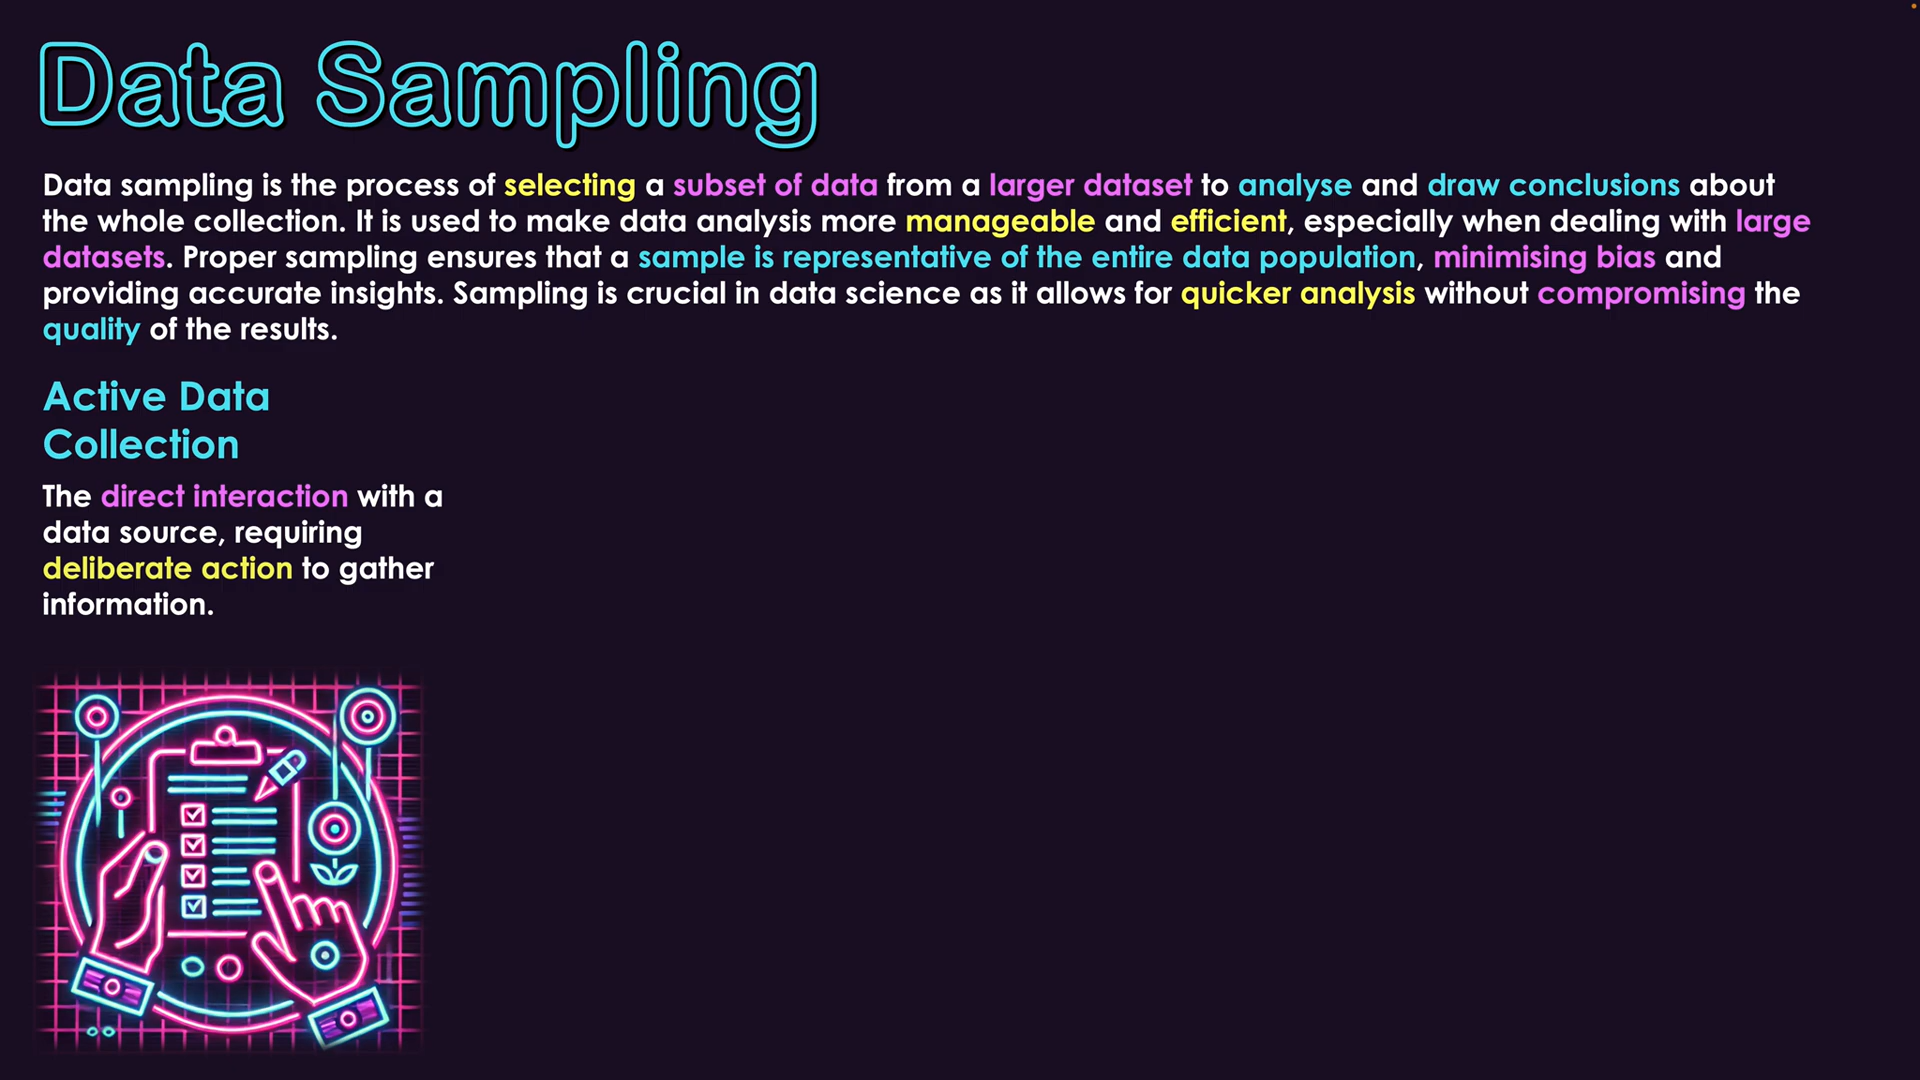 Data Sampling
Data sampling is the process of selecting a subset of data from a larger dataset to analyse and draw conclusions about
the whole collection. It is used to make data analysis more manageable and efficient, especially when dealing with large
datasets. Proper sampling ensures that a sample is representative of the entire data population, minimising bias and
providing accurate insights. Sampling is crucial in data science as it allows for quicker analysis without compromising the
quality of the results.
Active Data
Collection
The direct interaction with a
data source, requiring
deliberate action to gather
information.